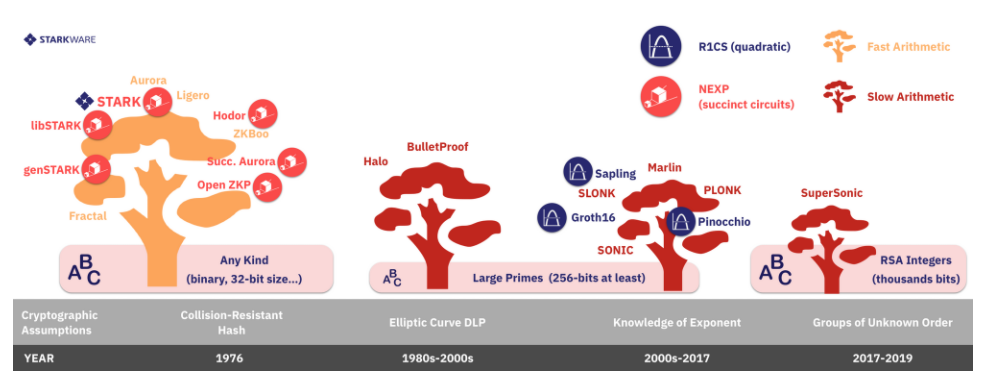 STARKWARE
R1CS (quadratic)
Fast Arithmetic
NEXP
(succinct circuits)
Slow Arithmetic
Aurora
STARK
Ligero
libSTARK
Hodor
ZKBoo
genSTARK
Succ. Aurora
Open ZKP
Fractal
BulletProof
Halo
Sapling
Marlin
SLONK
PLONK
Groth16
Pinocchio
SONIC
SuperSonic
ABC
Any Kind
(binary, 32-bit size...)
ABC
Large Primes (256-bits at least)
ABC
RSA Integers
(thousands bits)
Cryptographic
Assumptions
Collision-Resistant
Hash
Elliptic Curve DLP
Knowledge of Exponent
Groups of Unknown Order
YEAR
1976
1980s-2000s
2000s-2017
2017-2019